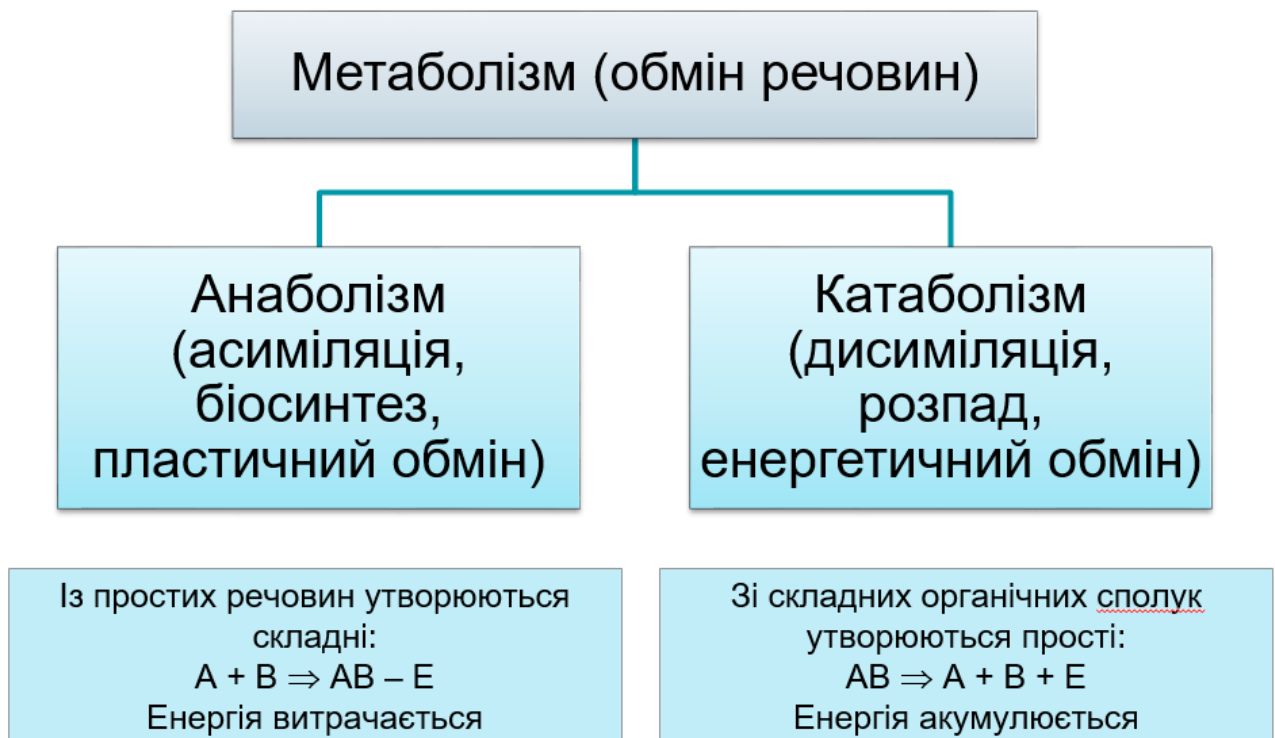 Метаболізм (обмін речовин)
Анаболізм
(асиміляція,
біосинтез,
пластичний обмін)
Катаболізм
(дисиміляція,
розпад,
енергетичний обмін)
Із простих речовин утворюються
складні:
А + В ⇒ АВ – Е
Енергія витрачається
Зі складних органічних сполук
утворюються прості:
АВ ⇒ А + В + Е
Енергія акумулюється